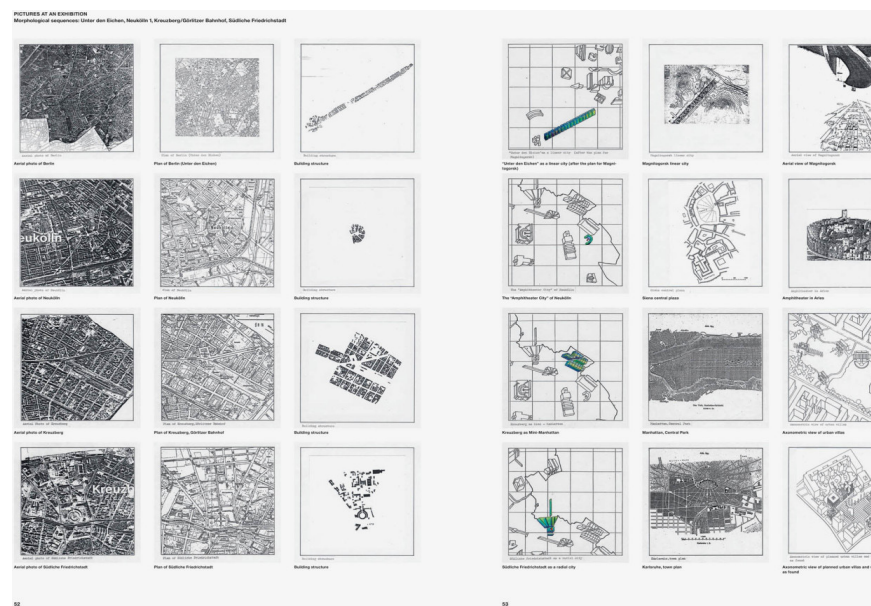 PICTURES AT AN EXHIBITION
Morphological sequences: Unter den Eichen, Neukölln 1, Kreuzberg/Görlitzer Bahnhof, Südliche Friedrichstadt
Aerial photo of Berlin
Plan of Berlin (Unter den Eichen)
Building structure
"Unter den Eichen" as a linear city (after the plan for Magni-
togorsk)
Magnitogorsk linear city
Aerial view of Magnitogorsk
eukölln
Aerial photo of Neukölln
Plan of Neukölln
Building structure
The "Amphitheater City" of Neukölln
Siena central plaza
Amphitheater in Arles
Aerial photo of Kreuzberg
Plan of Kreuzberg, Görlitzer Bahnhof
Building structure
Kreuzberg as Mini-Manhattan
Manhattan, Central Park
Axonometric view of urban villas
Kreuzb
Aerial photo of Südliche Friedrichstadt
Plan of Südliche Friedrichstadt
Building structure
Südliche Friedrichstadt as a radial city
Karlsruhe, town plan
Axonometric view of planned urban villas and
as found
52
53